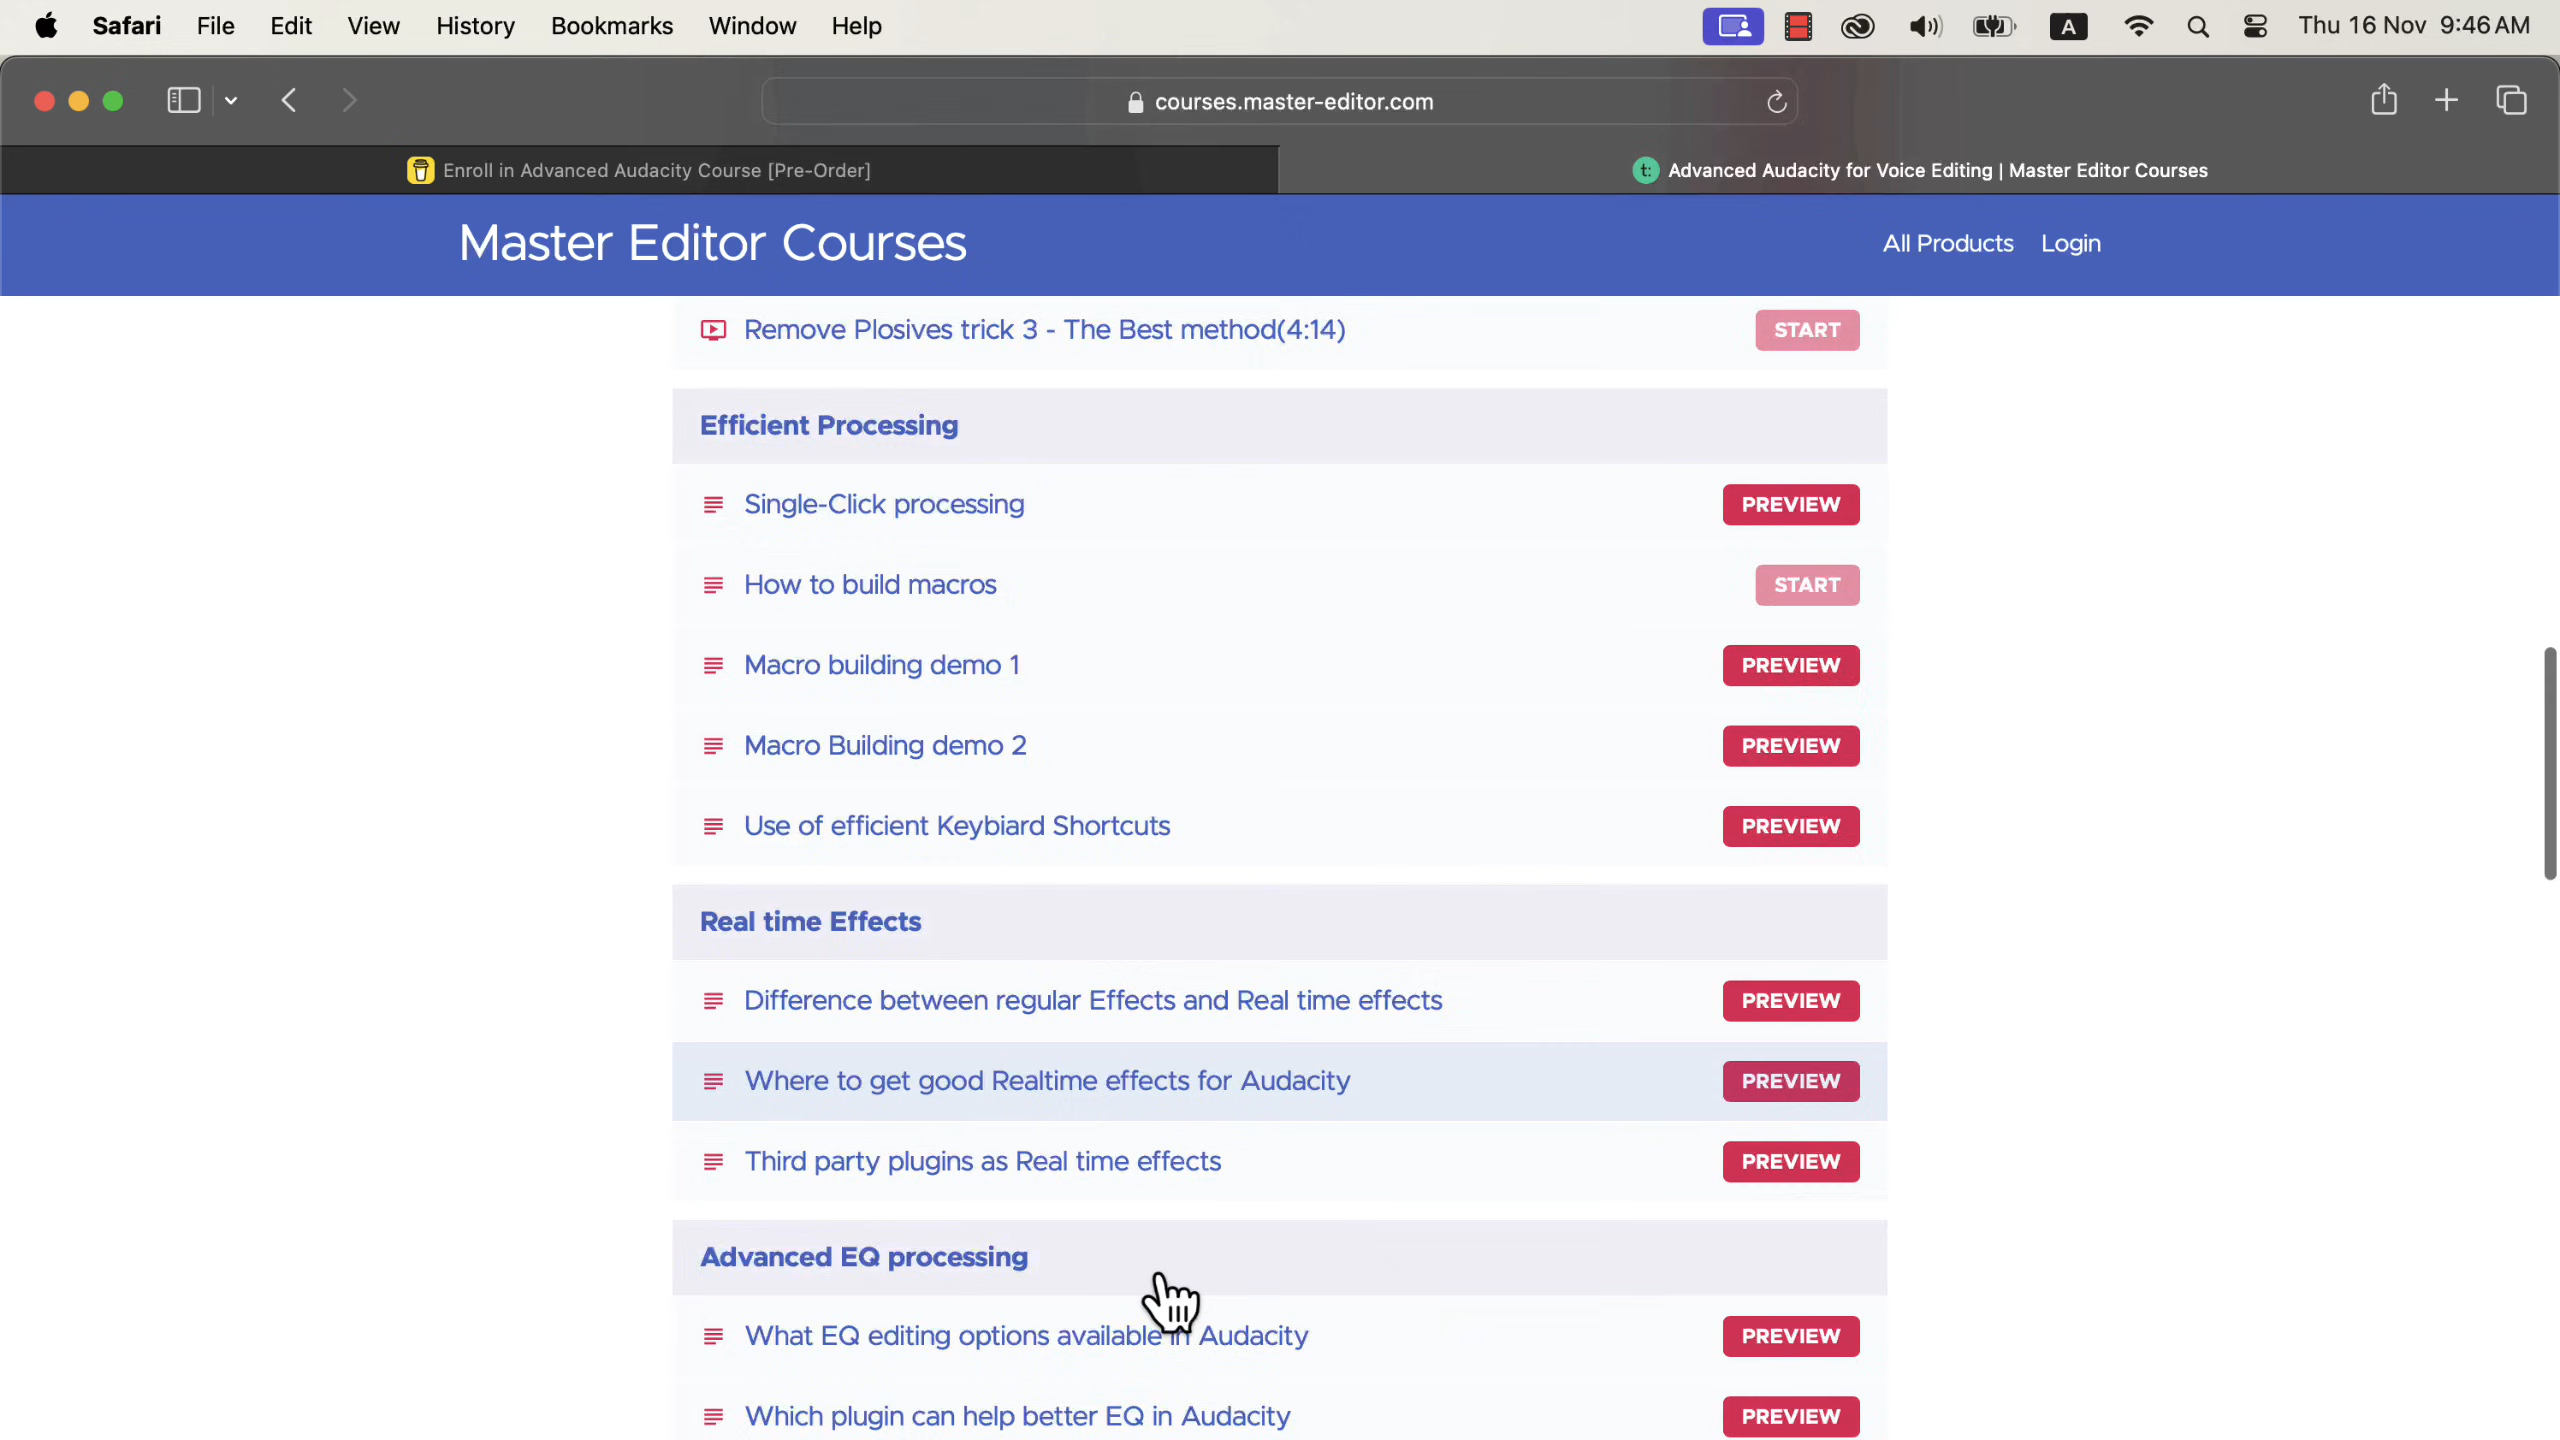 Safari File Edit View History Bookmarks Window Help A Thu 16 Nov 9:46 AM
courses.master-editor.com
Enroll in Advanced Audacity Course [Pre-Order]
t: Advanced Audacity for Voice Editing | Master Editor Courses
Master Editor Courses
All Products Login
Remove Plosives trick 3 - The Best method(4:14) START
Efficient Processing
Single-Click processing PREVIEW
How to build macros START
Macro building demo 1 PREVIEW
Macro Building demo 2 PREVIEW
Use of efficient Keybiard Shortcuts PREVIEW
Real time Effects
Difference between regular Effects and Real time effects PREVIEW
Where to get good Realtime effects for Audacity PREVIEW
Third party plugins as Real time effects PREVIEW
Advanced EQ processing
What EQ editing options available in Audacity PREVIEW
Which plugin can help better EQ in Audacity PREVIEW